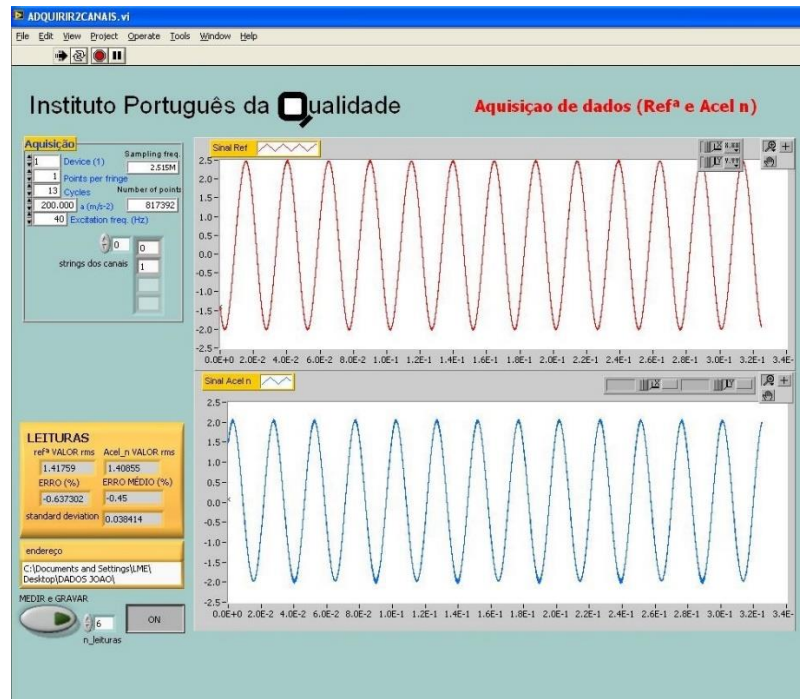 ADQUIRIR2CANAIS.vi
File Edit View Project Operate Tools Window Help
Instituto Português da Qualidade
Aquisiçao de dados (Refª e Acel n)
Aquisição
1 Device (1)
Sampling freq.
2.515M
1 Points per fringe
13 Cycles
Number of points
817392
200.000 a (m/s-2)
40 Excitation freq. (Hz)
0 0
strings dos canais 1
Sinal Ref
2.5
2.0
1.5
1.0
0.5
0.0
-0.5
-1.0
-1.5
-2.0
-2.5
0.0E+0 2.0E-2 4.0E-2 6.0E-2 8.0E-2 1.0E-1 1.2E-1 1.4E-1 1.6E-1 1.8E-1 2.0E-1 2.2E-1 2.4E-1 2.6E-1 2.8E-1 3.0E-1 3.2E-1 3.4E-
Sinal Acel n
2.5
2.0
1.5
1.0
0.5
0.0
-0.5
-1.0
-1.5
-2.0
-2.5
0.0E+0 2.0E-2 4.0E-2 6.0E-2 8.0E-2 1.0E-1 1.2E-1 1.4E-1 1.6E-1 1.8E-1 2.0E-1 2.2E-1 2.4E-1 2.6E-1 2.8E-1 3.0E-1 3.2E-1 3.4E-
LEITURAS
refª VALOR rms Acel_n VALOR rms
1.41759 1.40855
ERRO (%) ERRO MÉDIO (%)
-0.637302 -0.45
standard deviation 0.038414
endereço
C:\Documents and Settings\LME\
Desktop\DADOS JOAO\
MEDIR e GRAVAR
6 ON
n_leituras